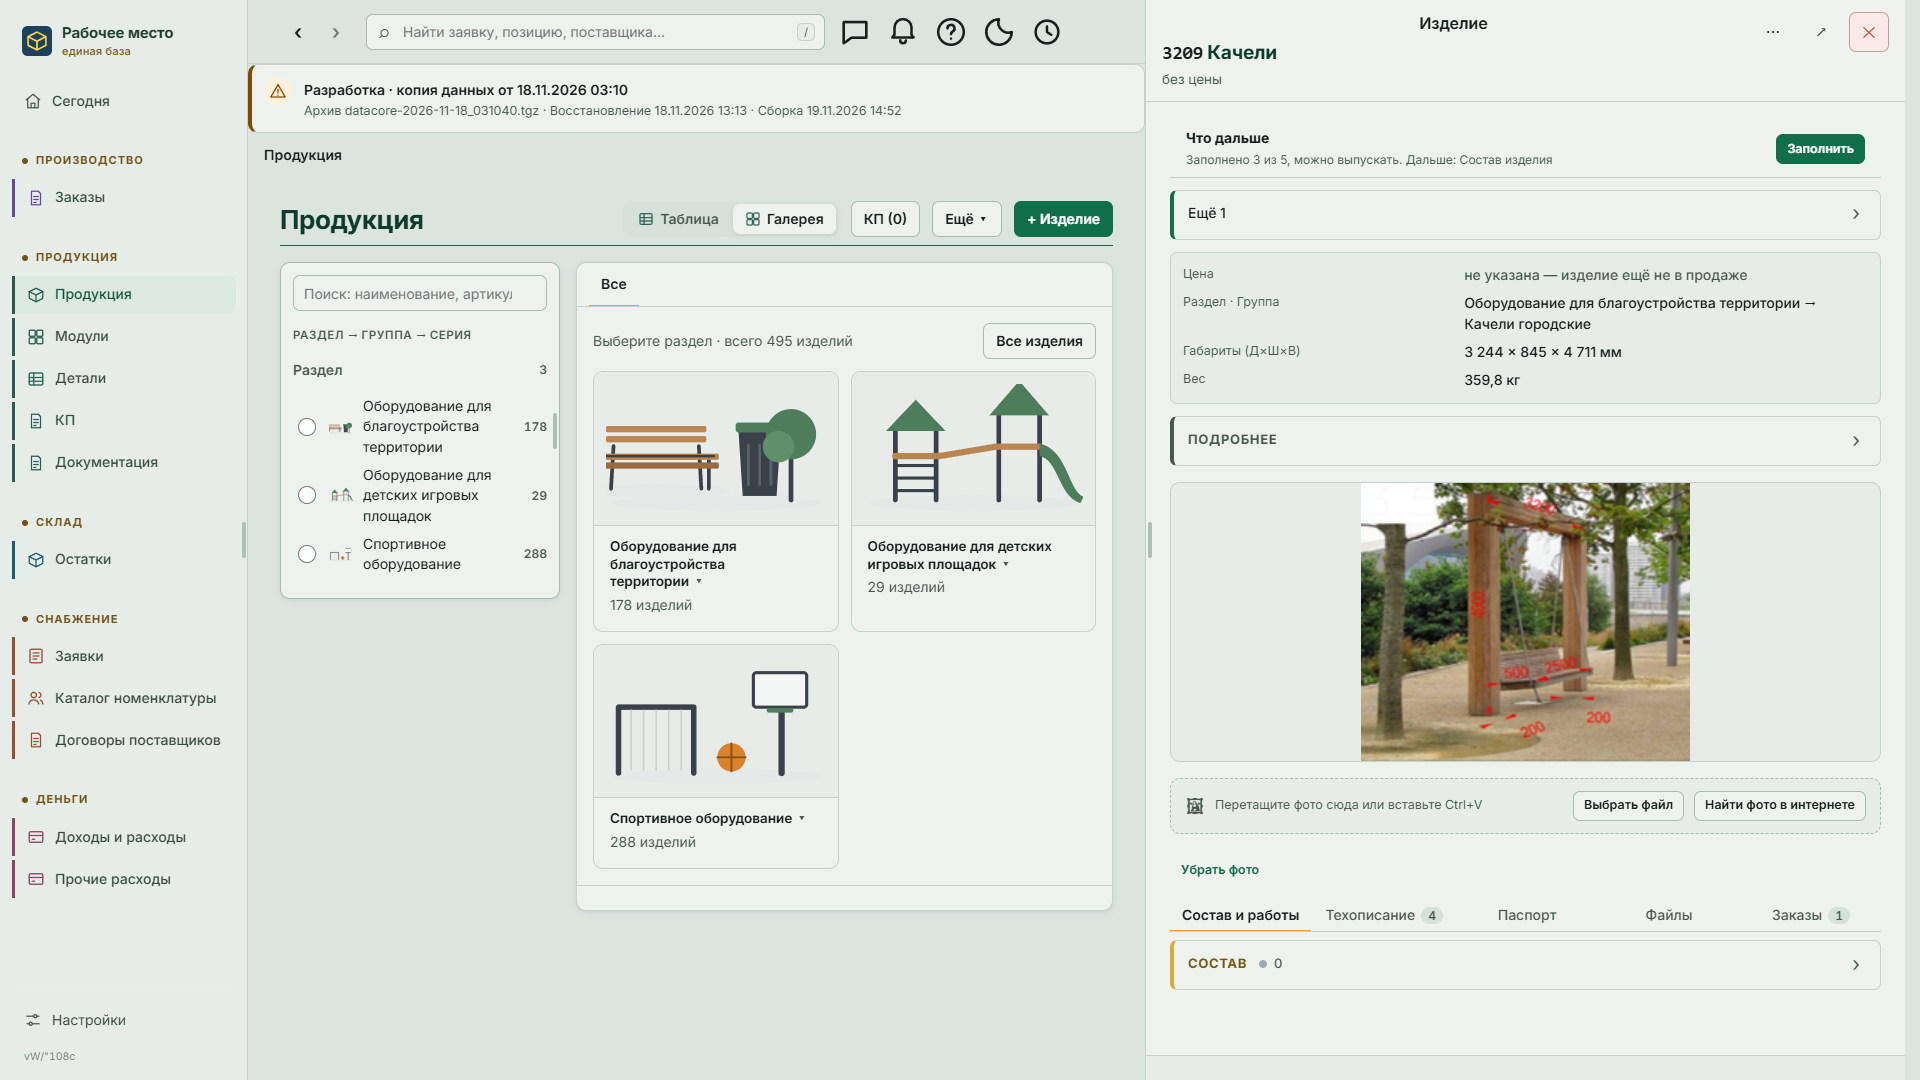 Рабочее место
единая база
Сегодня
ПРОИЗВОДСТВО
Заказы
ПРОДУКЦИЯ
Продукция
Модули
Детали
КП
Документация
СКЛАД
Остатки
СНАБЖЕНИЕ
Заявки
Каталог номенклатуры
Договоры поставщиков
ДЕНЬГИ
Доходы и расходы
Прочие расходы
Настройки
vW/"108c
Найти заявку, позицию, поставщика... /
Разработка · копия данных от 18.11.2026 03:10
Архив datacore-2026-11-18_031040.tgz · Восстановление 18.11.2026 13:13 · Сборка 19.11.2026 14:52
Продукция
Продукция
Таблица Галерея КП (0) Ещё + Изделие
Поиск: наименование, артикул
РАЗДЕЛ → ГРУППА → СЕРИЯ
Раздел 3
Оборудование для
благоустройства 178
территории
Оборудование для
детских игровых 29
площадок
Спортивное
оборудование 288
Все
Выберите раздел · всего 495 изделий Все изделия
Оборудование для
благоустройства
территории
178 изделий
Оборудование для детских
игровых площадок
29 изделий
Спортивное оборудование
288 изделий
Изделие
3209 Качели
без цены
Что дальше
Заполнено 3 из 5, можно выпускать. Дальше: Состав изделия
Заполнить
Ещё 1
Цена не указана — изделие ещё не в продаже
Раздел · Группа Оборудование для благоустройства территории →
Качели городские
Габариты (Д×Ш×В) 3 244 × 845 × 4 711 мм
Вес 359,8 кг
ПОДРОБНЕЕ
3200
4000
500 2500
200
200
Перетащите фото сюда или вставьте Ctrl+V Выбрать файл Найти фото в интернете
Убрать фото
Состав и работы Техописание 4 Паспорт Файлы Заказы 1
СОСТАВ 0